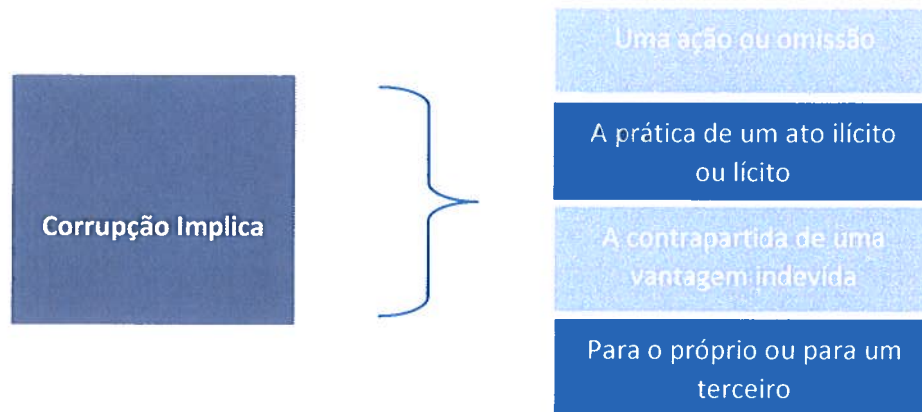 Corrupção Implica
Uma ação ou omissão
A prática de um ato ilícito
ou lícito
A contrapartida de uma
vantagem indevida
Para o próprio ou para um
terceiro